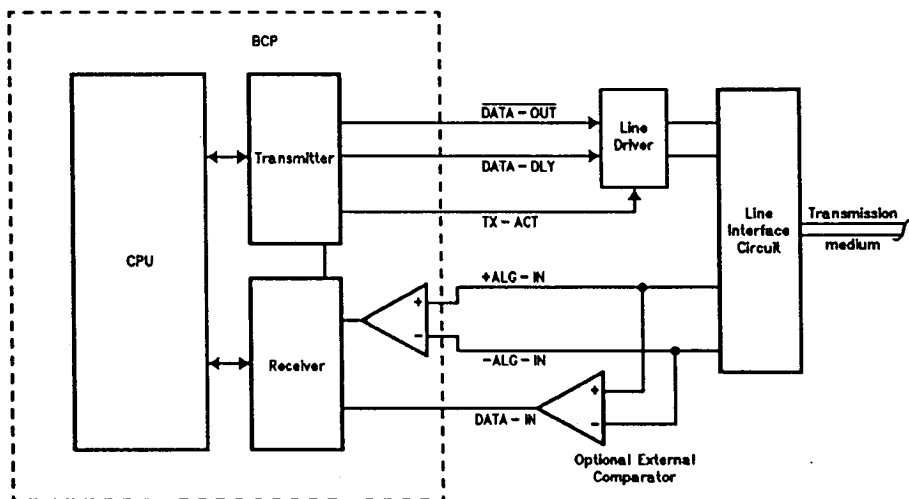 BCP
DATA-OUT
Line
Driver
Transmitter
DATA-DLY
TX-ACT
CPU
Line
Interface
Circuit
Transmission
medium
+ALG-IN
+
-
-ALG-IN
Receiver
DATA-IN
+
-
Optional External
Comparator